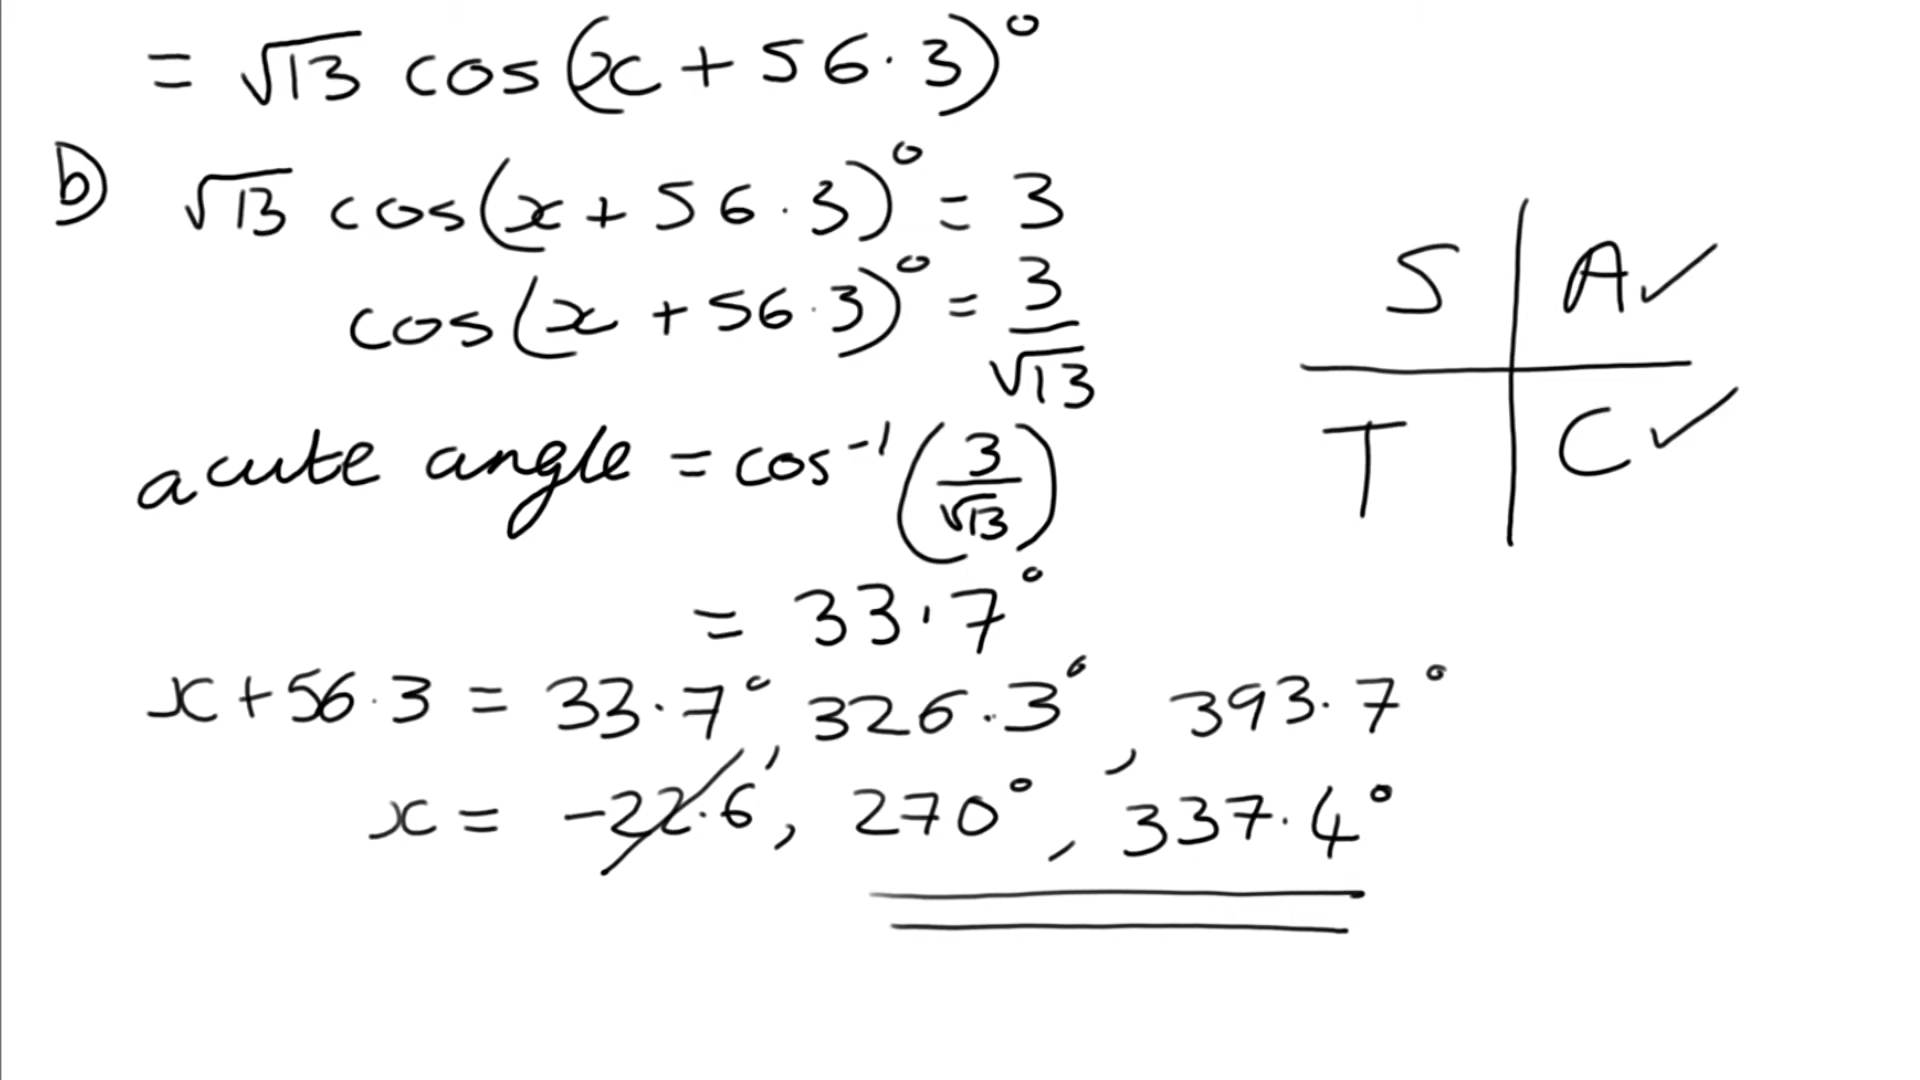 = √13 cos(x + 56·3)°
b) √13 cos(x + 56·3)° = 3
cos(x + 56·3)° = 3/√13
S | A ✓
T | C ✓
acute angle = cos⁻¹(3/√13)
= 33·7°
x + 56·3 = 33·7°, 326·3°, 393·7°
x = -22·6, 270°, 337·4°